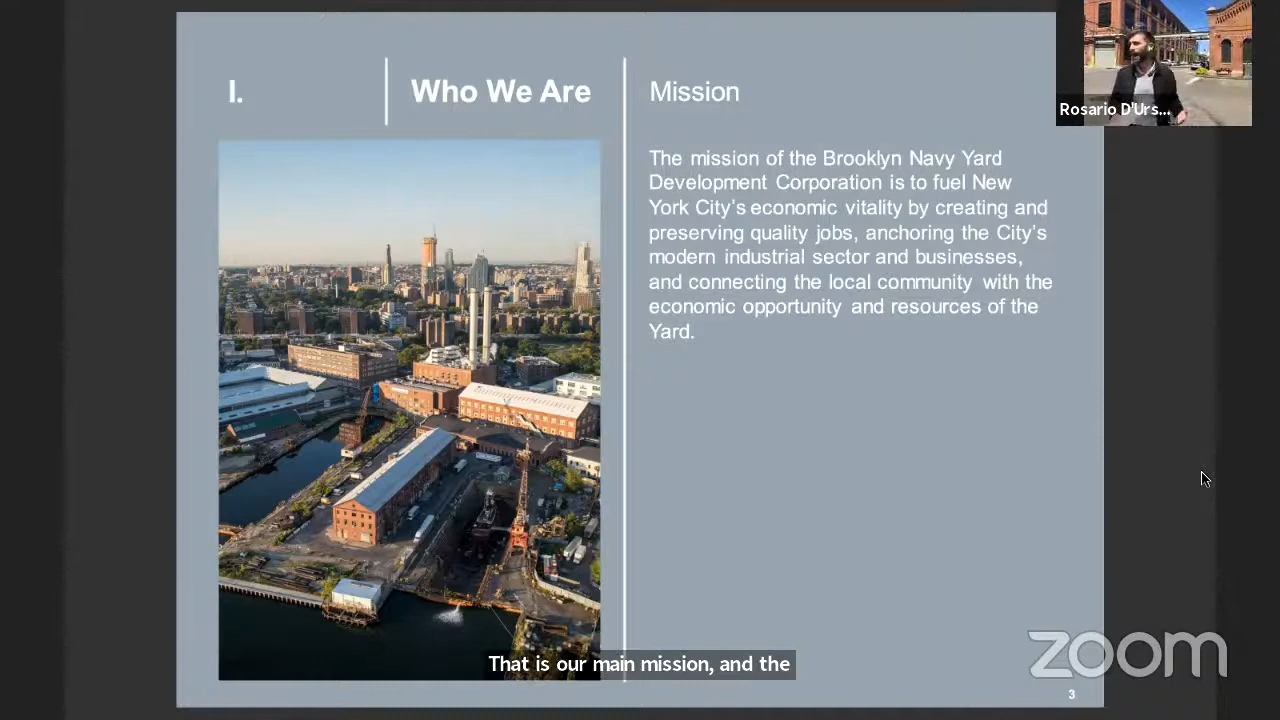 I.
Who We Are
Mission
Rosario D'Urs...
The mission of the Brooklyn Navy Yard
Development Corporation is to fuel New
York City's economic vitality by creating and
preserving quality jobs, anchoring the City's
modern industrial sector and businesses,
and connecting the local community with the
economic opportunity and resources of the
Yard.
That is our main mission, and the
zoom
3